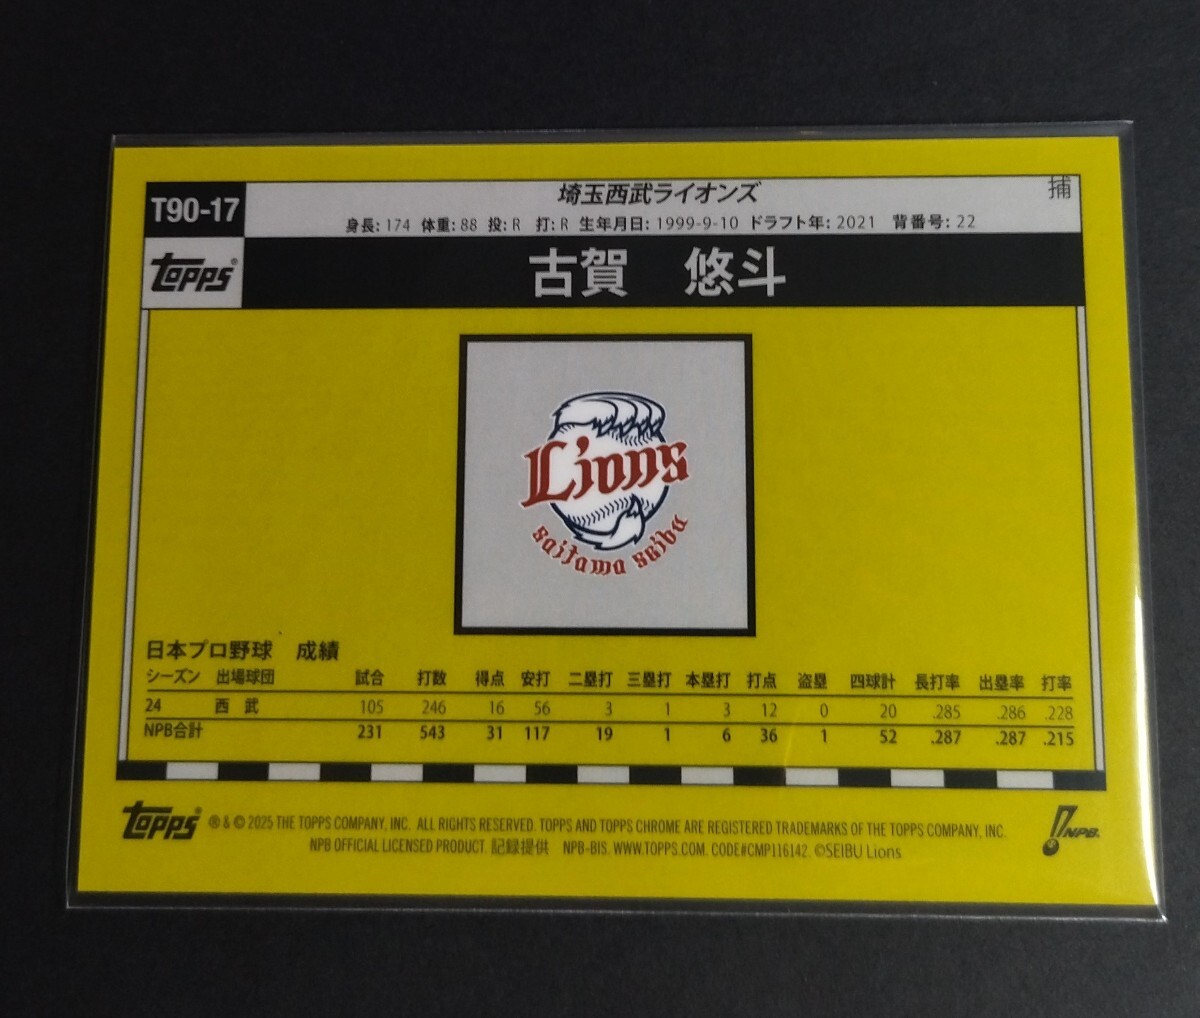 T90-17
埼玉西武ライオンズ
捕
身長: 174 体重: 88 投: R 打: R 生年月日: 1999-9-10 ドラフト年: 2021 背番号: 22
Topps®
古賀 悠斗
Lions
Saitama Seibu
日本プロ野球 成績
シーズン 出場球団 試合 打数 得点 安打 二塁打 三塁打 本塁打 打点 盗塁 四球計 長打率 出塁率 打率
24 西 武 105 246 16 56 3 1 3 12 0 20 .285 .286 .228
NPB合計 231 543 31 117 19 1 6 36 1 52 .287 .287 .215
Topps® ® & © 2025 THE TOPPS COMPANY, INC. ALL RIGHTS RESERVED. TOPPS AND TOPPS CHROME ARE REGISTERED TRADEMARKS OF THE TOPPS COMPANY, INC.
NPB OFFICIAL LICENSED PRODUCT. 記録提供 NPB-BIS. WWW.TOPPS.COM. CODE#CMP116142. ©SEIBU Lions
NPB.